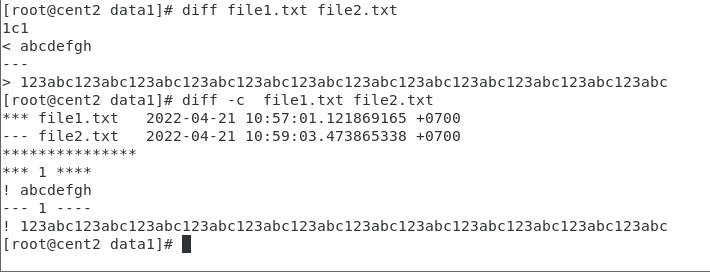 [root@cent2 data1]# diff file1.txt file2.txt
1c1
< abcdefgh
---
> 123abc123abc123abc123abc123abc123abc123abc123abc123abc123abc123abc123abc
[root@cent2 data1]# diff -c  file1.txt file2.txt
*** file1.txt   2022-04-21 10:57:01.121869165 +0700
--- file2.txt   2022-04-21 10:59:03.473865338 +0700
***************
*** 1 ****
! abcdefgh
--- 1 ----
! 123abc123abc123abc123abc123abc123abc123abc123abc123abc123abc123abc123abc
[root@cent2 data1]#